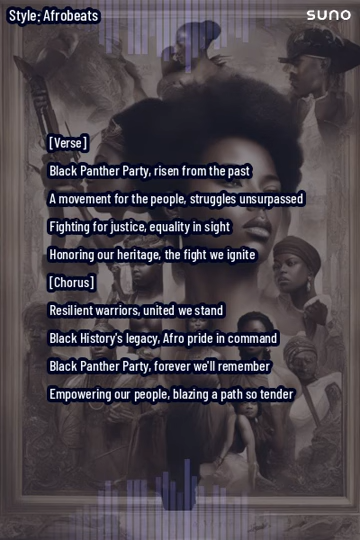 Style: Afrobeats
suno
[Verse]
Black Panther Party, risen from the past
A movement for the people, struggles unsurpassed
Fighting for justice, equality in sight
Honoring our heritage, the fight we ignite
[Chorus]
Resilient warriors, united we stand
Black History's legacy, Afro pride in command
Black Panther Party, forever we'll remember
Empowering our people, blazing a path so tender